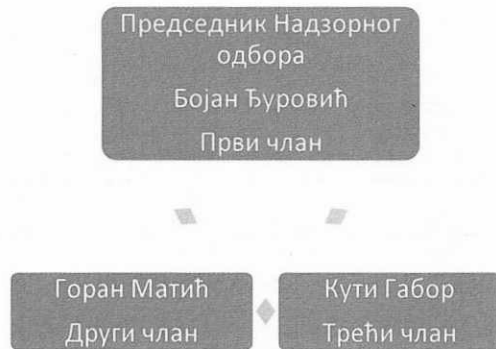 Председник Надзорног
одбора
Бојан Ђуровић
Први члан
Горан Матић
Други члан
Кути Габор
Трећи члан